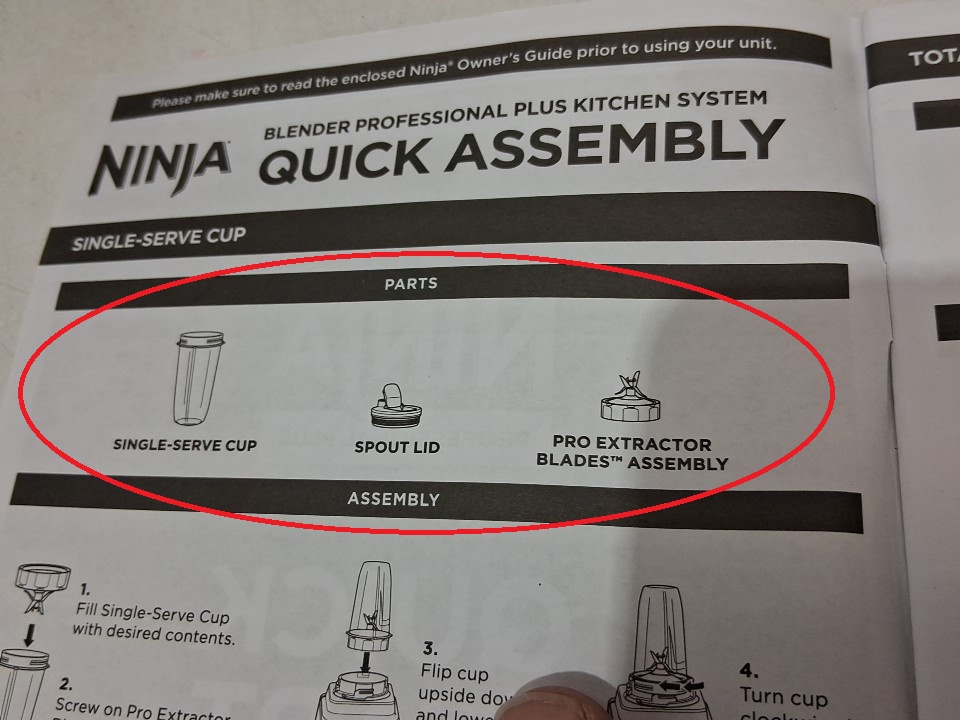 Please make sure to read the enclosed Ninja® Owner's Guide prior to using your unit.
BLENDER PROFESSIONAL PLUS KITCHEN SYSTEM
NINJA
QUICK ASSEMBLY
SINGLE-SERVE CUP
PARTS
SINGLE-SERVE CUP
SPOUT LID
PRO EXTRACTOR
BLADES™ ASSEMBLY
ASSEMBLY
1.
Fill Single-Serve Cup
with desired contents.
2.
Screw on Pro Extractor
3.
Flip cup
upside
and
4.
Turn cup